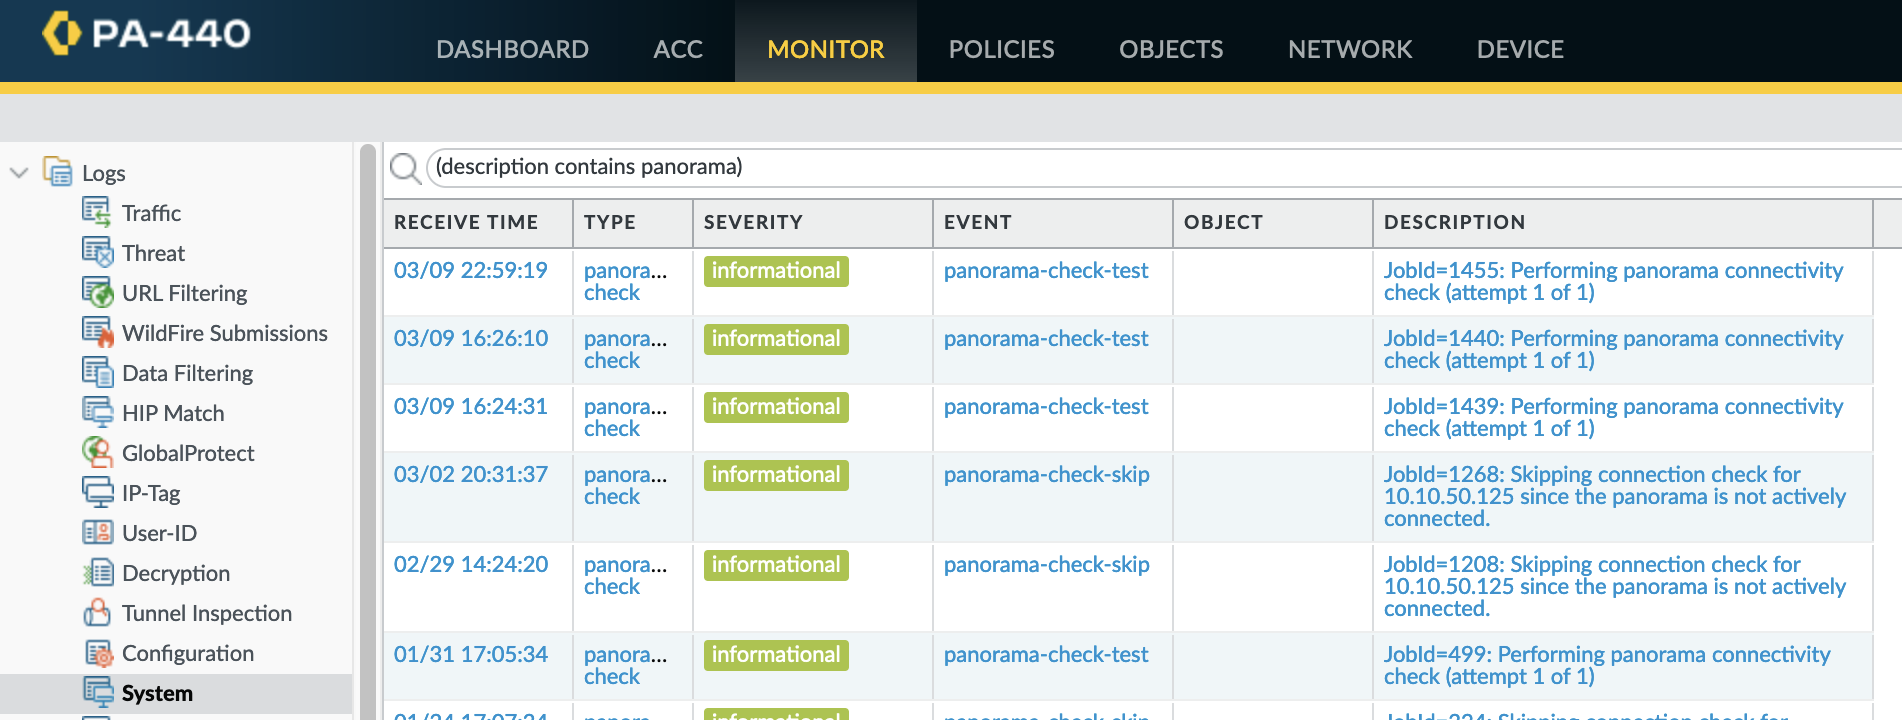 PA-440
DASHBOARD ACC MONITOR POLICIES OBJECTS NETWORK DEVICE
Logs
Traffic
Threat
URL Filtering
WildFire Submissions
Data Filtering
HIP Match
GlobalProtect
IP-Tag
User-ID
Decryption
Tunnel Inspection
Configuration
System
(description contains panorama)
RECEIVE TIME TYPE SEVERITY EVENT OBJECT DESCRIPTION
03/09 22:59:19 panora... informational panorama-check-test JobId=1455: Performing panorama connectivity
check check (attempt 1 of 1)
03/09 16:26:10 panora... informational panorama-check-test JobId=1440: Performing panorama connectivity
check check (attempt 1 of 1)
03/09 16:24:31 panora... informational panorama-check-test JobId=1439: Performing panorama connectivity
check check (attempt 1 of 1)
03/02 20:31:37 panora... informational panorama-check-skip JobId=1268: Skipping connection check for
check 10.10.50.125 since the panorama is not actively
connected.
02/29 14:24:20 panora... informational panorama-check-skip JobId=1208: Skipping connection check for
check 10.10.50.125 since the panorama is not actively
connected.
01/31 17:05:34 panora... informational panorama-check-test JobId=499: Performing panorama connectivity
check check (attempt 1 of 1)
panora... informational panorama-check-skip Skipping connection check for